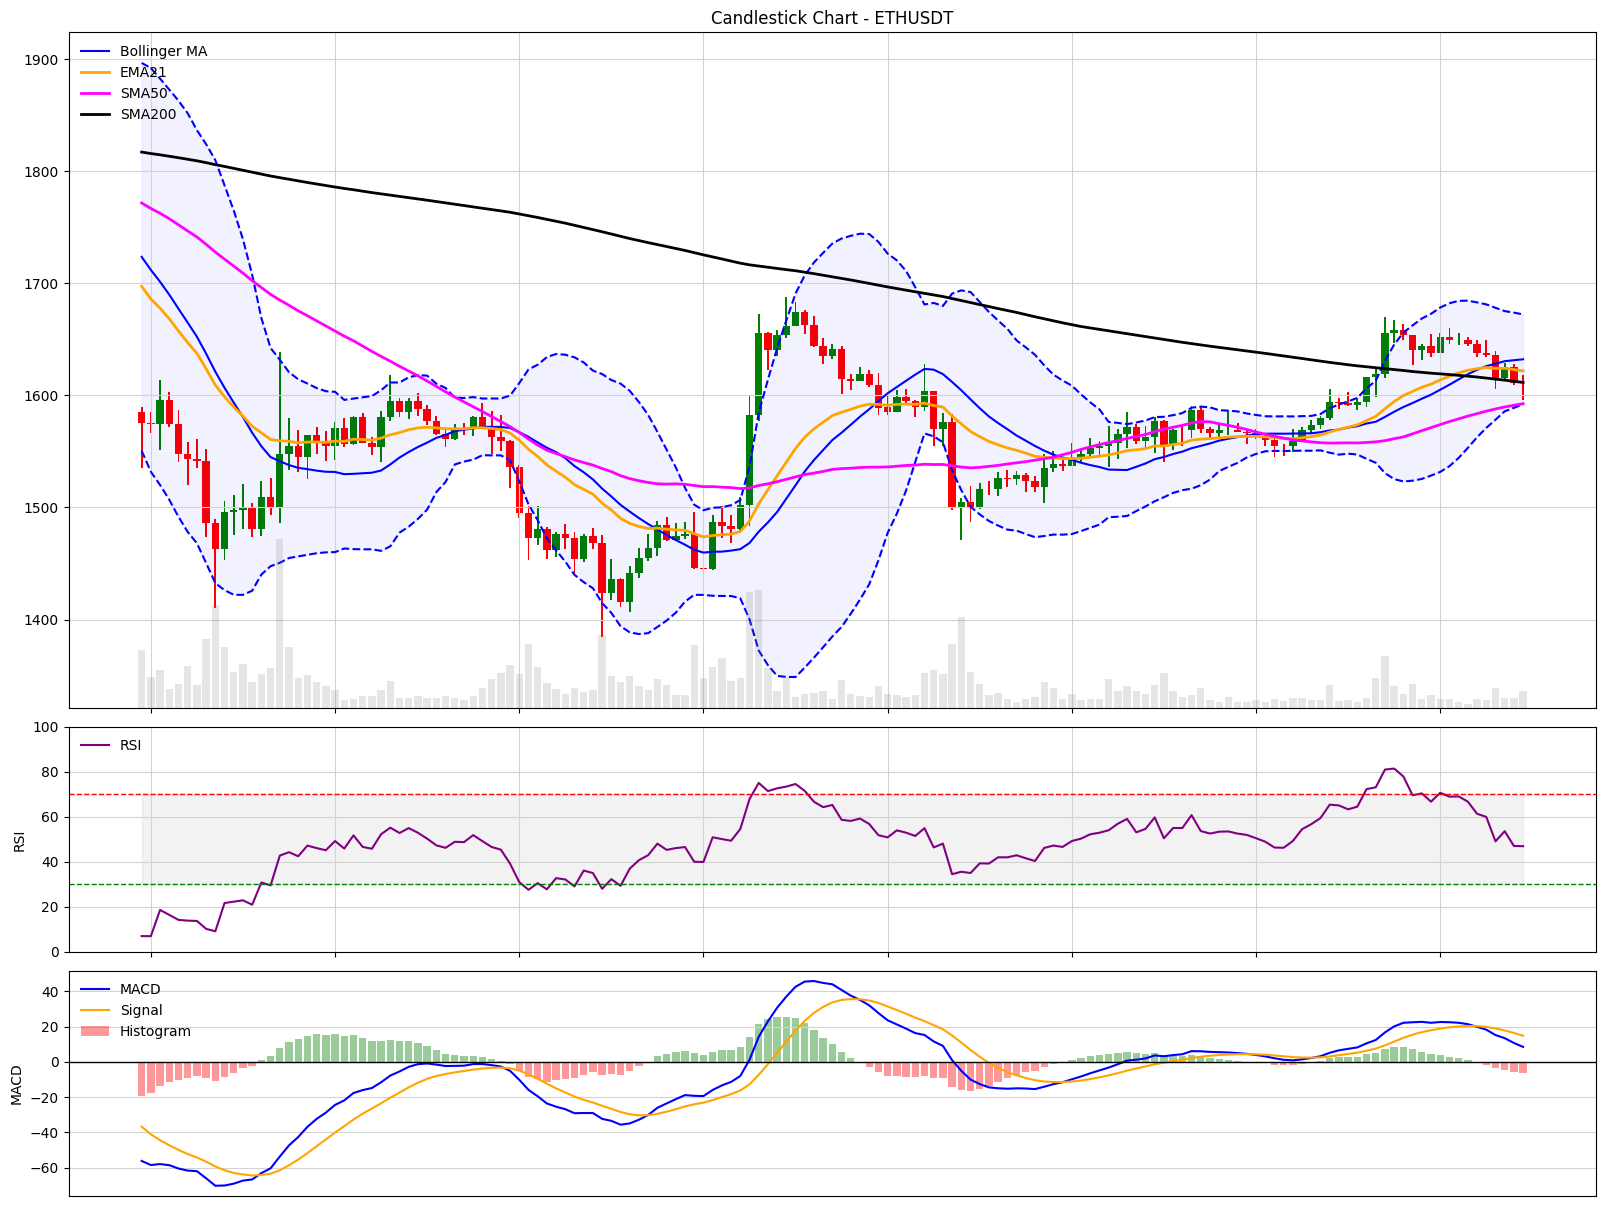 Candlestick Chart - ETHUSDT
Bollinger MA
EMA21
SMA50
SMA200
1900
1800
1700
1600
1500
1400
RSI
100
80
60
40
20
0
RSI
MACD
Signal
Histogram
40
20
0
−20
−40
−60
MACD